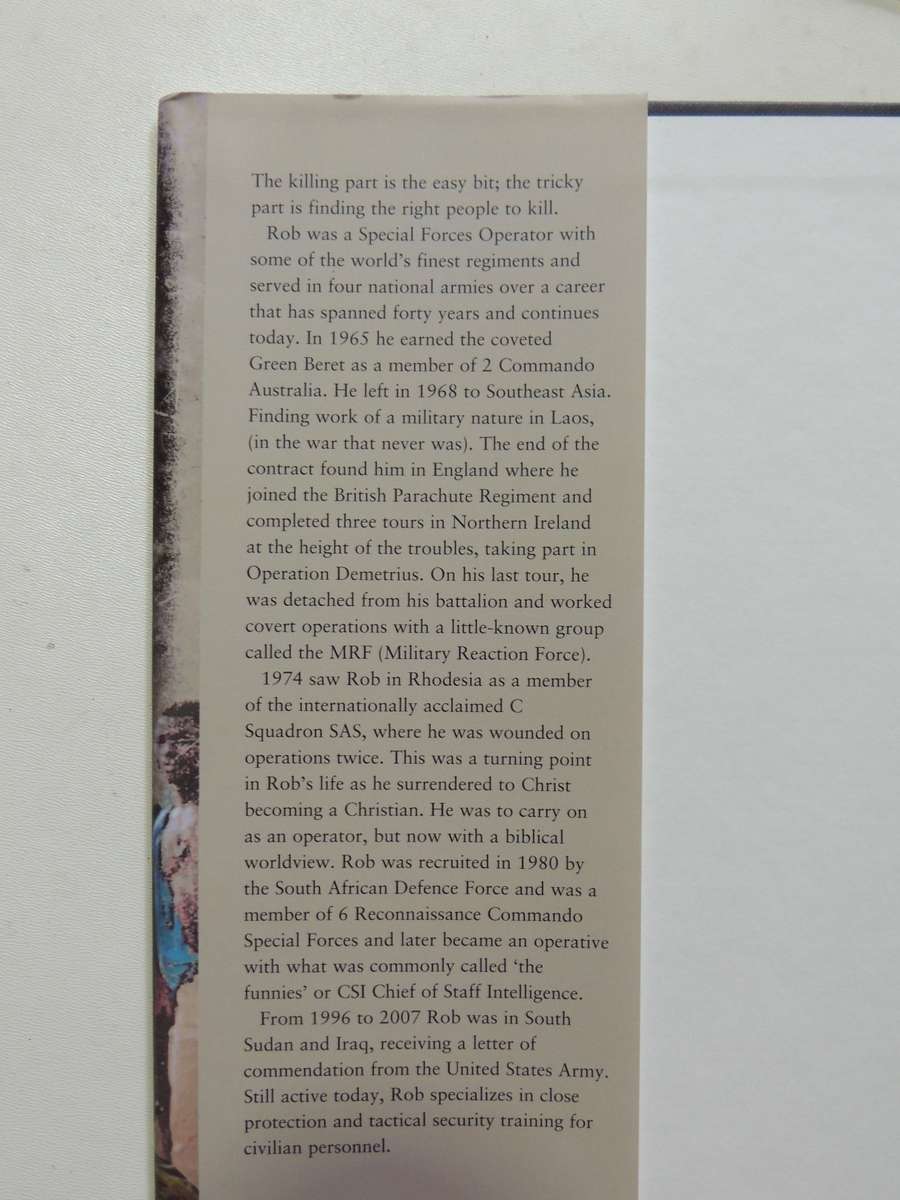 The killing part is the easy bit; the tricky
part is finding the right people to kill.
Rob was a Special Forces Operator with
some of the world's finest regiments and
served in four national armies over a career
that has spanned forty years and continues
today. In 1965 he earned the coveted
Green Beret as a member of 2 Commando
Australia. He left in 1968 to Southeast Asia.
Finding work of a military nature in Laos,
(in the war that never was). The end of the
contract found him in England where he
joined the British Parachute Regiment and
completed three tours in Northern Ireland
at the height of the troubles, taking part in
Operation Demetrius. On his last tour, he
was detached from his battalion and worked
covert operations with a little-known group
called the MRF (Military Reaction Force).
1974 saw Rob in Rhodesia as a member
of the internationally acclaimed C
Squadron SAS, where he was wounded on
operations twice. This was a turning point
in Rob's life as he surrendered to Christ
becoming a Christian. He was to carry on
as an operator, but now with a biblical
worldview. Rob was recruited in 1980 by
the South African Defence Force and was a
member of 6 Reconnaissance Commando
Special Forces and later became an operative
with what was commonly called 'the
funnies' or CSI Chief of Staff Intelligence.
From 1996 to 2007 Rob was in South
Sudan and Iraq, receiving a letter of
commendation from the United States Army.
Still active today, Rob specializes in close
protection and tactical security training for
civilian personnel.